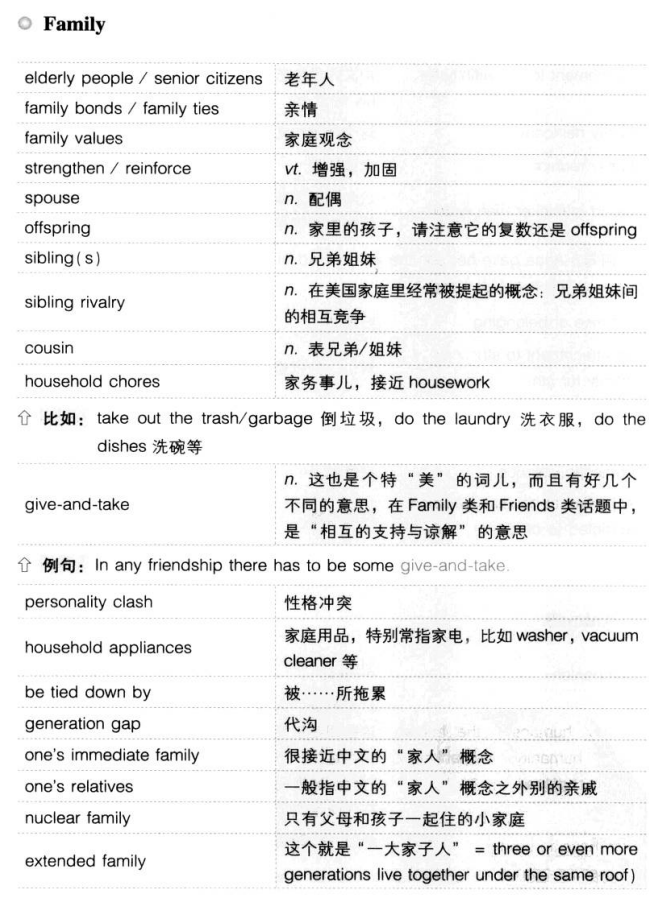 Family
elderly people / senior citizens 老年人
family bonds / family ties 亲情
family values 家庭观念
strengthen / reinforce vt. 增强，加固
spouse n. 配偶
offspring n. 家里的孩子，请注意它的复数还是 offspring
sibling(s) n. 兄弟姐妹
sibling rivalry n. 在美国家庭里经常被提起的概念：兄弟姐妹间
的相互竞争
cousin n. 表兄弟/姐妹
household chores 家务事儿，接近 housework
⇧ 比如：take out the trash/garbage 倒垃圾，do the laundry 洗衣服，do the
dishes 洗碗等
give-and-take n. 这也是个特“美”的词儿，而且有好几个
不同的意思，在 Family 类和 Friends 类话题中，
是“相互的支持与谅解”的意思
⇧ 例句：In any friendship there has to be some give-and-take.
personality clash 性格冲突
household appliances 家庭用品，特别常指家电，比如 washer，vacuum
cleaner 等
be tied down by 被……所拖累
generation gap 代沟
one's immediate family 很接近中文的“家人”概念
one's relatives 一般指中文的“家人”概念之外别的亲戚
nuclear family 只有父母和孩子一起住的小家庭
extended family 这个就是“一大家子人” = three or even more
generations live together under the same roof)